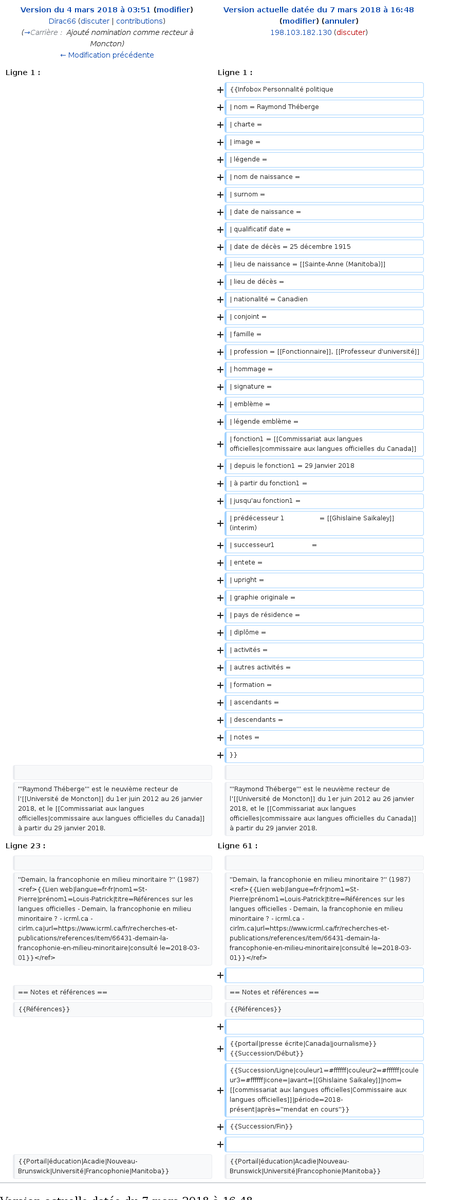 Version du 4 mars 2018 à 03:51 (modifier)
Dirac66 (discuter | contributions)
(→Carrière : Ajouté nomination comme recteur à
Moncton)
← Modification précédente
Version actuelle datée du 7 mars 2018 à 16:48
(modifier) (annuler)
198.103.182.130 (discuter)
Ligne 1 :
Ligne 1 :
+ {{Infobox Personnalité politique
+ | nom = Raymond Théberge
+ | charte =
+ | image =
+ | légende =
+ | nom de naissance =
+ | surnom =
+ | date de naissance =
+ | qualificatif date =
+ | date de décès = 25 décembre 1915
+ | lieu de naissance = [[Sainte-Anne (Manitoba)]]
+ | lieu de décès =
+ | nationalité = Canadien
+ | conjoint =
+ | famille =
+ | profession = [[Fonctionnaire]], [[Professeur d'université]]
+ | hommage =
+ | signature =
+ | emblème =
+ | légende emblème =
+ | fonction1 = [[Commissariat aux langues
officielles|commissaire aux langues officielles du Canada]]
+ | depuis le fonction1 = 29 Janvier 2018
+ | à partir du fonction1 =
+ | jusqu'au fonction1 =
+ | prédécesseur 1 = [[Ghislaine Saikaley]]
(interim)
+ | successeur1 =
+ | entete =
+ | upright =
+ | graphie originale =
+ | pays de résidence =
+ | diplôme =
+ | activités =
+ | autres activités =
+ | formation =
+ | ascendants =
+ | descendants =
+ | notes =
+ }}
'''Raymond Théberge''' est le neuvième recteur de
l'[[Université de Moncton]] du 1er juin 2012 au 26 janvier
2018, et le [[Commissariat aux langues
officielles|commissaire aux langues officielles du Canada]]
à partir du 29 janvier 2018.
'''Raymond Théberge''' est le neuvième recteur de
l'[[Université de Moncton]] du 1er juin 2012 au 26 janvier
2018, et le [[Commissariat aux langues
officielles|commissaire aux langues officielles du Canada]]
à partir du 29 janvier 2018.
Ligne 23 :
Ligne 61 :
"Demain, la francophonie en milieu minoritaire ?" (1987)
<ref>{{Lien web|langue=fr-fr|nom1=St-
Pierre|prénom1=Louis-Patrick|titre=Références sur les
langues officielles - Demain, la francophonie en milieu
minoritaire ? - icrml.ca -
cirlm.ca|url=https://www.icrml.ca/fr/recherches-et-
publications/references/item/66431-demain-la-
francophonie-en-milieu-minoritaire|consulté le=2018-03-
01}}</ref>
"Demain, la francophonie en milieu minoritaire ?" (1987)
<ref>{{Lien web|langue=fr-fr|nom1=St-
Pierre|prénom1=Louis-Patrick|titre=Références sur les
langues officielles - Demain, la francophonie en milieu
minoritaire ? - icrml.ca -
cirlm.ca|url=https://www.icrml.ca/fr/recherches-et-
publications/references/item/66431-demain-la-
francophonie-en-milieu-minoritaire|consulté le=2018-03-
01}}</ref>
+
== Notes et références ==
== Notes et références ==
{{Références}}
{{Références}}
+
+ {{portail|presse écrite|Canada|journalisme}}
{{Succession/Début}}
+ {{Succession/Ligne|couleur1=#ffffff|couleur2=#ffffff|coule
ur3=#ffffff|icone=|avant=[[Ghislaine Saikaley]]|nom=
[[commissariat aux langues officielles|Commissaire aux
langues officielles]]|période=2018-
présent|après="mendat en cours"}}
+ {{Succession/Fin}}
+
{{Portail|éducation|Acadie|Nouveau-
Brunswick|Université|Francophonie|Manitoba}}
{{Portail|éducation|Acadie|Nouveau-
Brunswick|Université|Francophonie|Manitoba}}